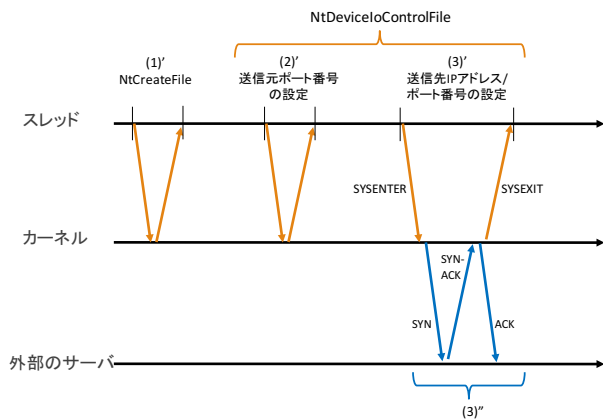 NtDeviceIoControlFile
(1)’
NtCreateFile
(2)’
送信元ポート番号
の設定
(3)’
送信先IPアドレス/
ポート番号の設定
スレッド
SYSENTER
SYSEXIT
カーネル
SYN-
ACK
SYN
ACK
外部のサーバ
(3)”